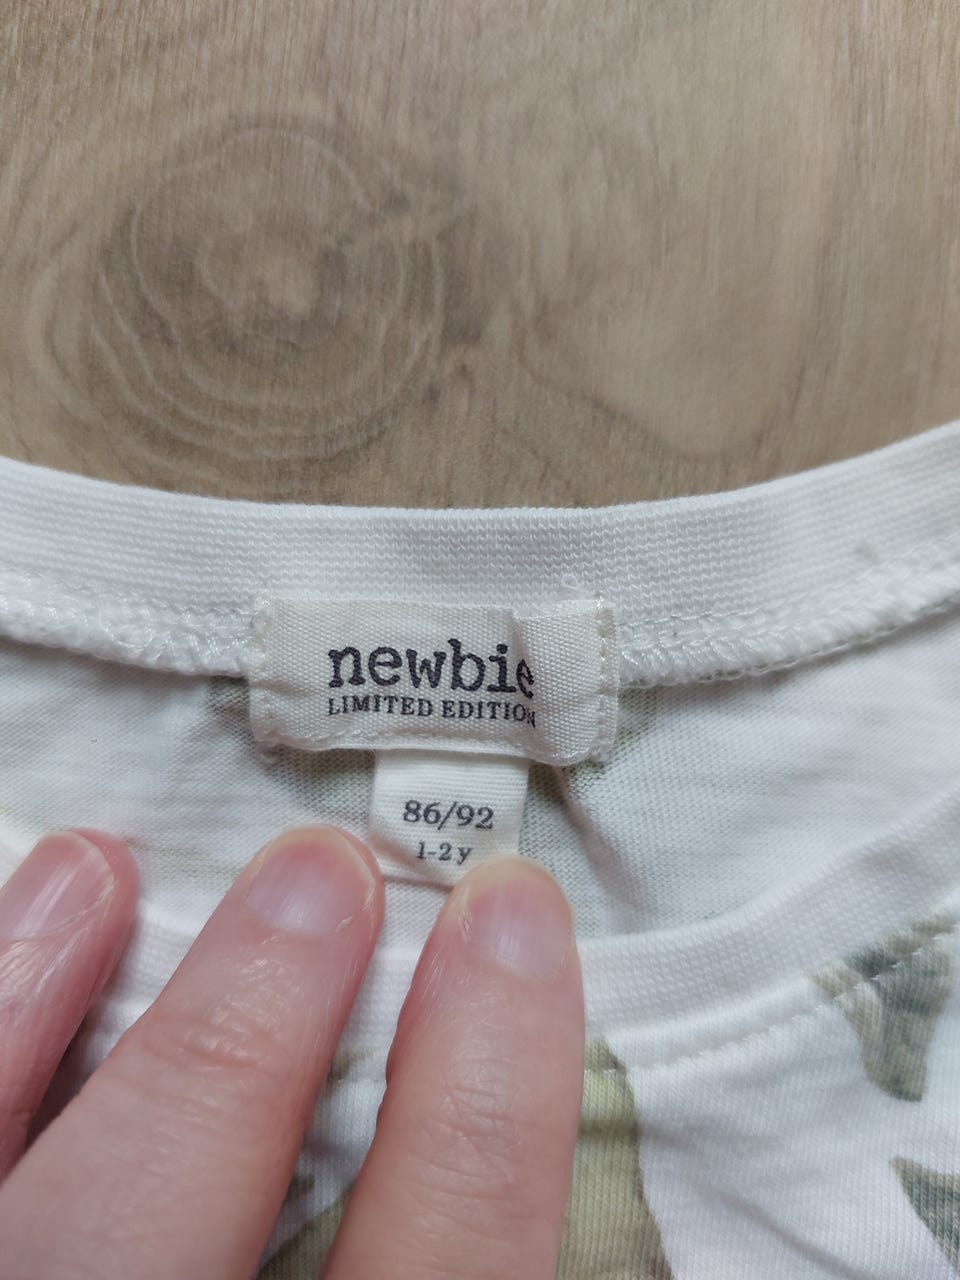 newbie
LIMITED EDITION
86/92
1-2 y